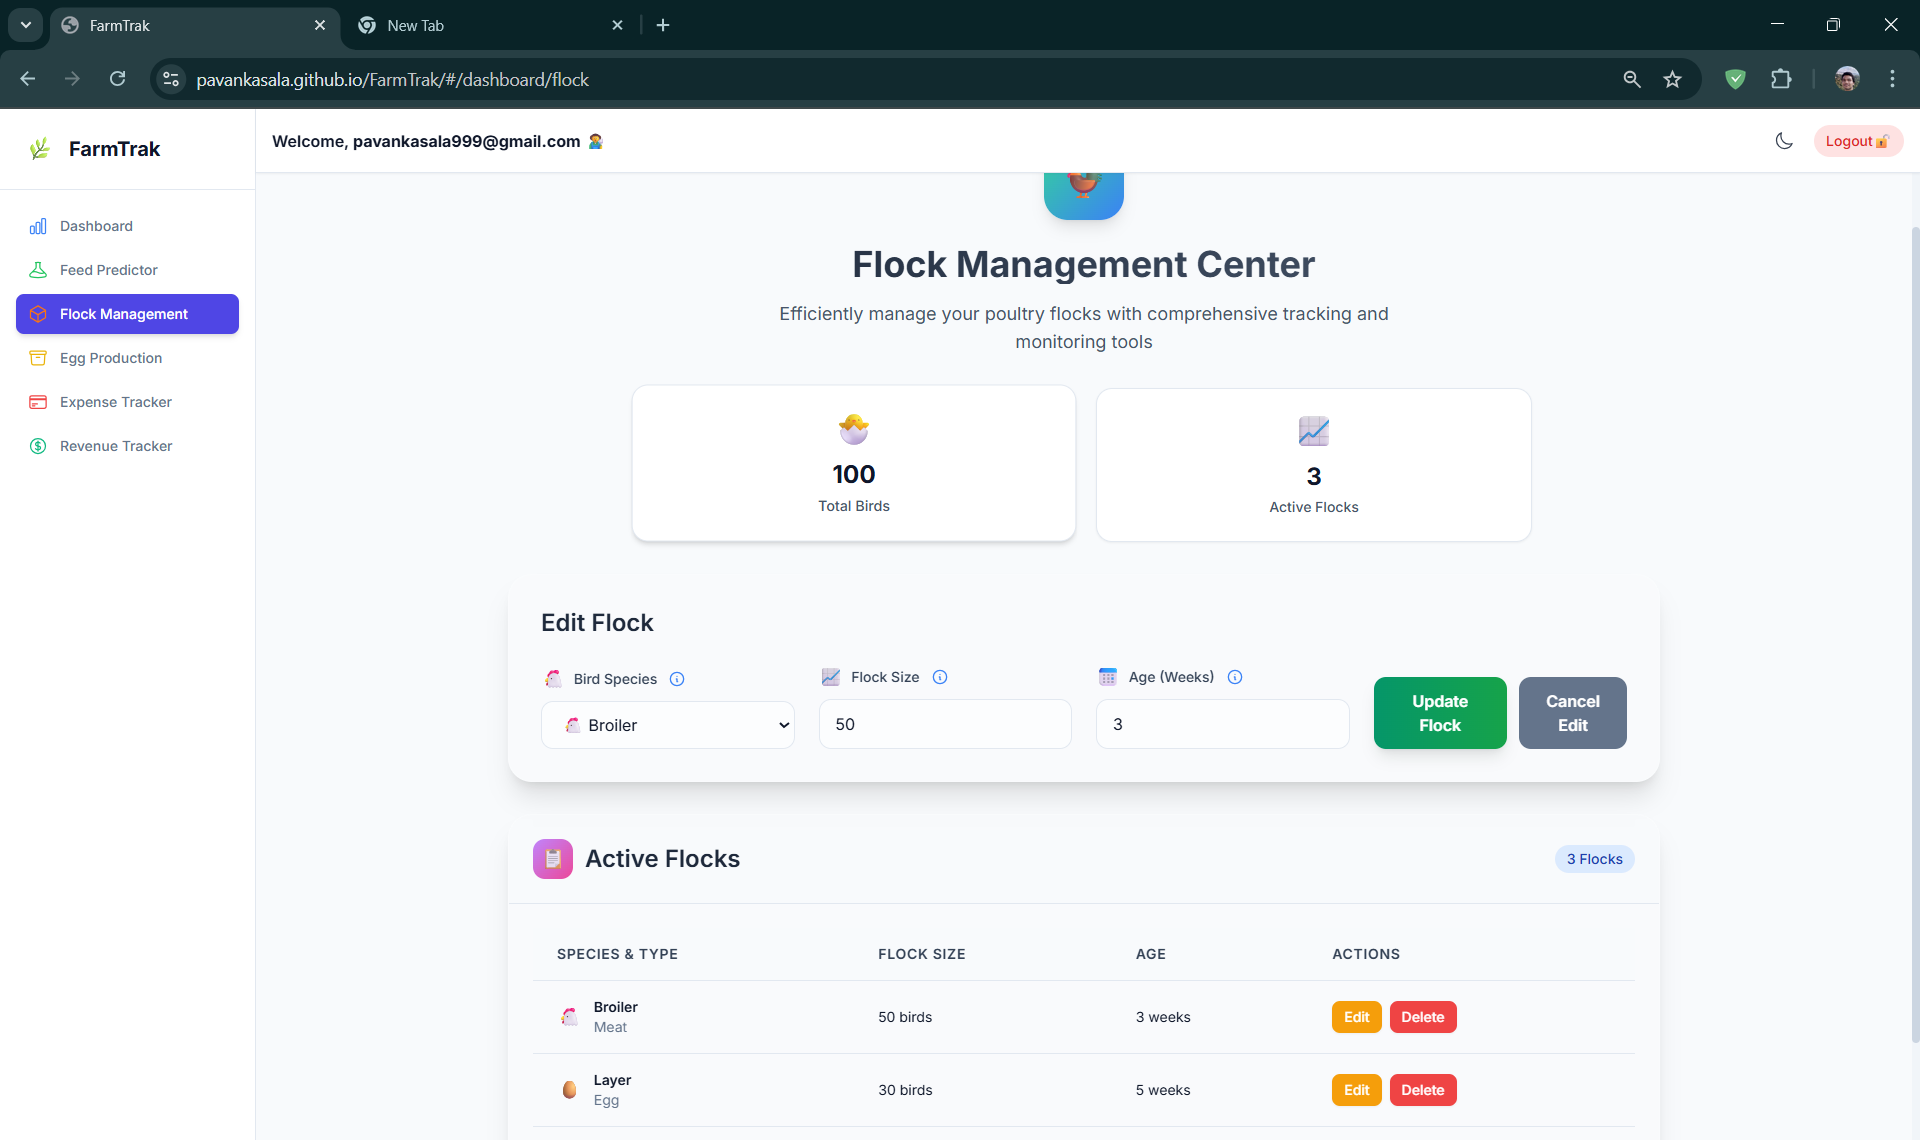 FarmTrak
New Tab
pavankasala.github.io/FarmTrak/#/dashboard/flock
FarmTrak
Welcome, pavankasala999@gmail.com
Logout
Dashboard
Feed Predictor
Flock Management
Egg Production
Expense Tracker
Revenue Tracker
Flock Management Center
Efficiently manage your poultry flocks with comprehensive tracking and
monitoring tools
100
Total Birds
3
Active Flocks
Edit Flock
Bird Species
Broiler
Flock Size
50
Age (Weeks)
3
Update
Flock
Cancel
Edit
Active Flocks
3 Flocks
SPECIES & TYPE FLOCK SIZE AGE ACTIONS
Broiler
Meat
50 birds 3 weeks Edit Delete
Layer
Egg
30 birds 5 weeks Edit Delete